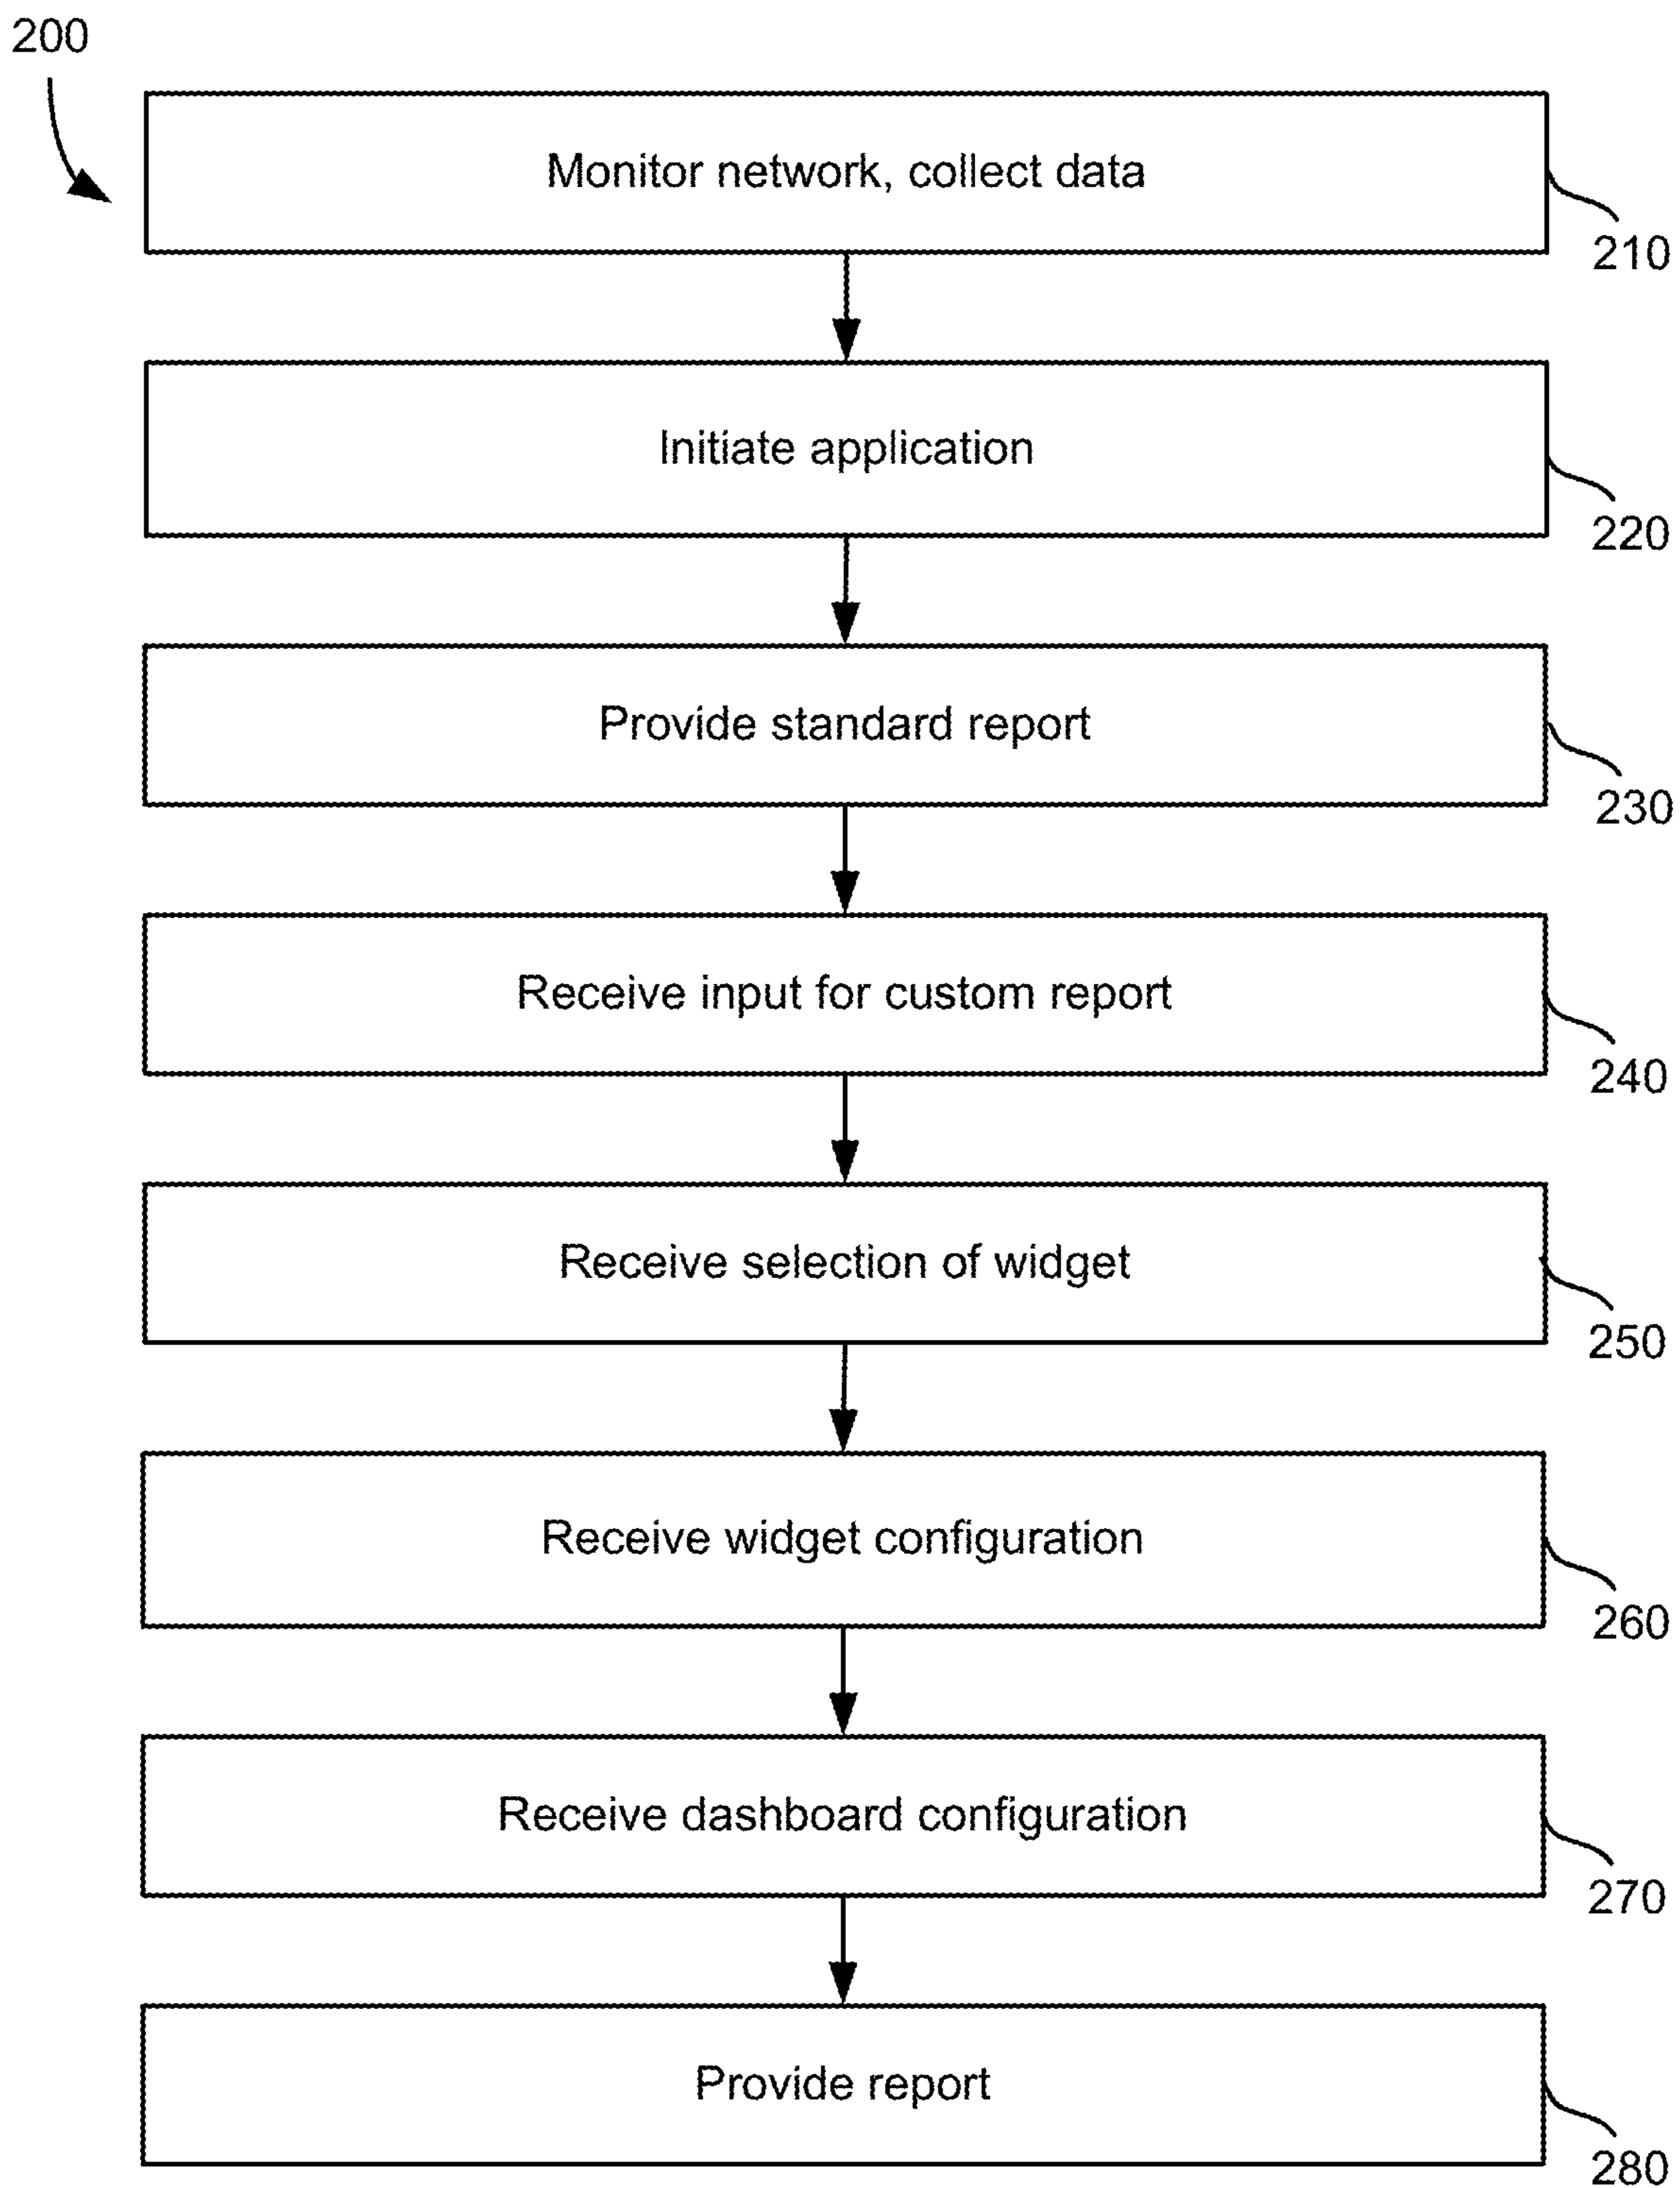 200
Monitor network, collect data
210
Initiate application
220
Provide standard report
230
Receive input for custom report
240
Receive selection of widget
250
Receive widget configuration
260
Receive dashboard configuration
270
Provide report
280